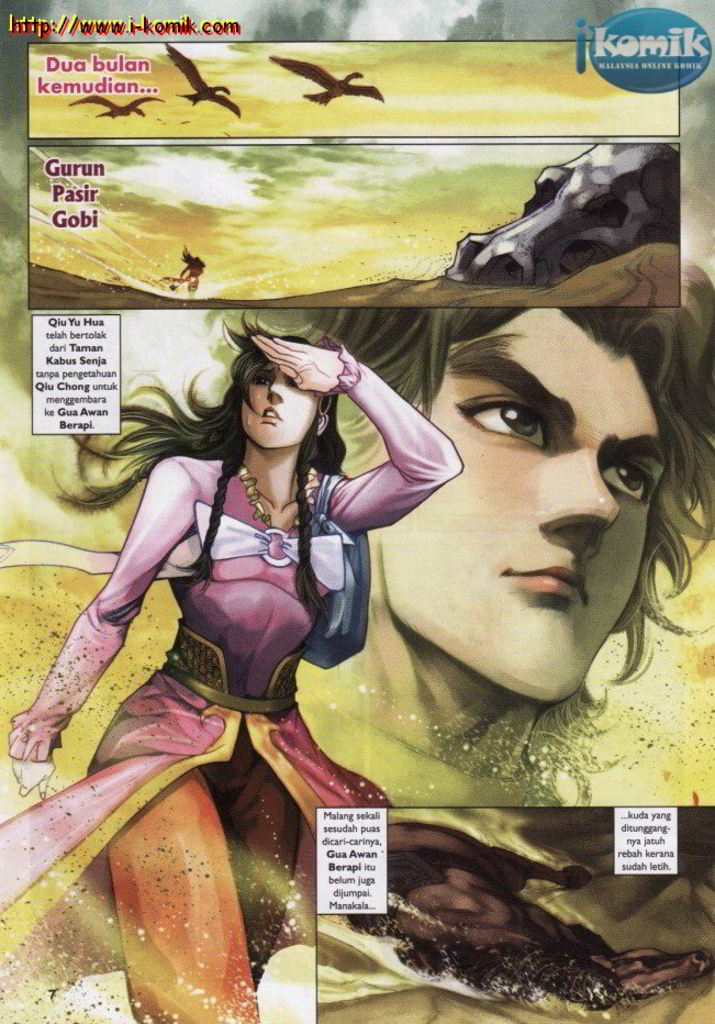 http://www.i-komik.com
ikomik
MALAYSIA ONLINE KOMIK
Dua bulan
kemudian...
Gurun
Pasir
Gobi
Qiu Yu Hua
telah bertolak
dari Taman
Kabus Senja
tanpa pengetahuan
Qiu Chong untuk
menggembara
ke Gua Awan
Berapi.
Malang sekali
sesudah puas
dicari-carinya,
Gua Awan
Berapi itu
belum juga
dijumpai.
Manakala...
...kuda yang
ditunggang-
nya jatuh
rebah kerana
sudah letih.
7